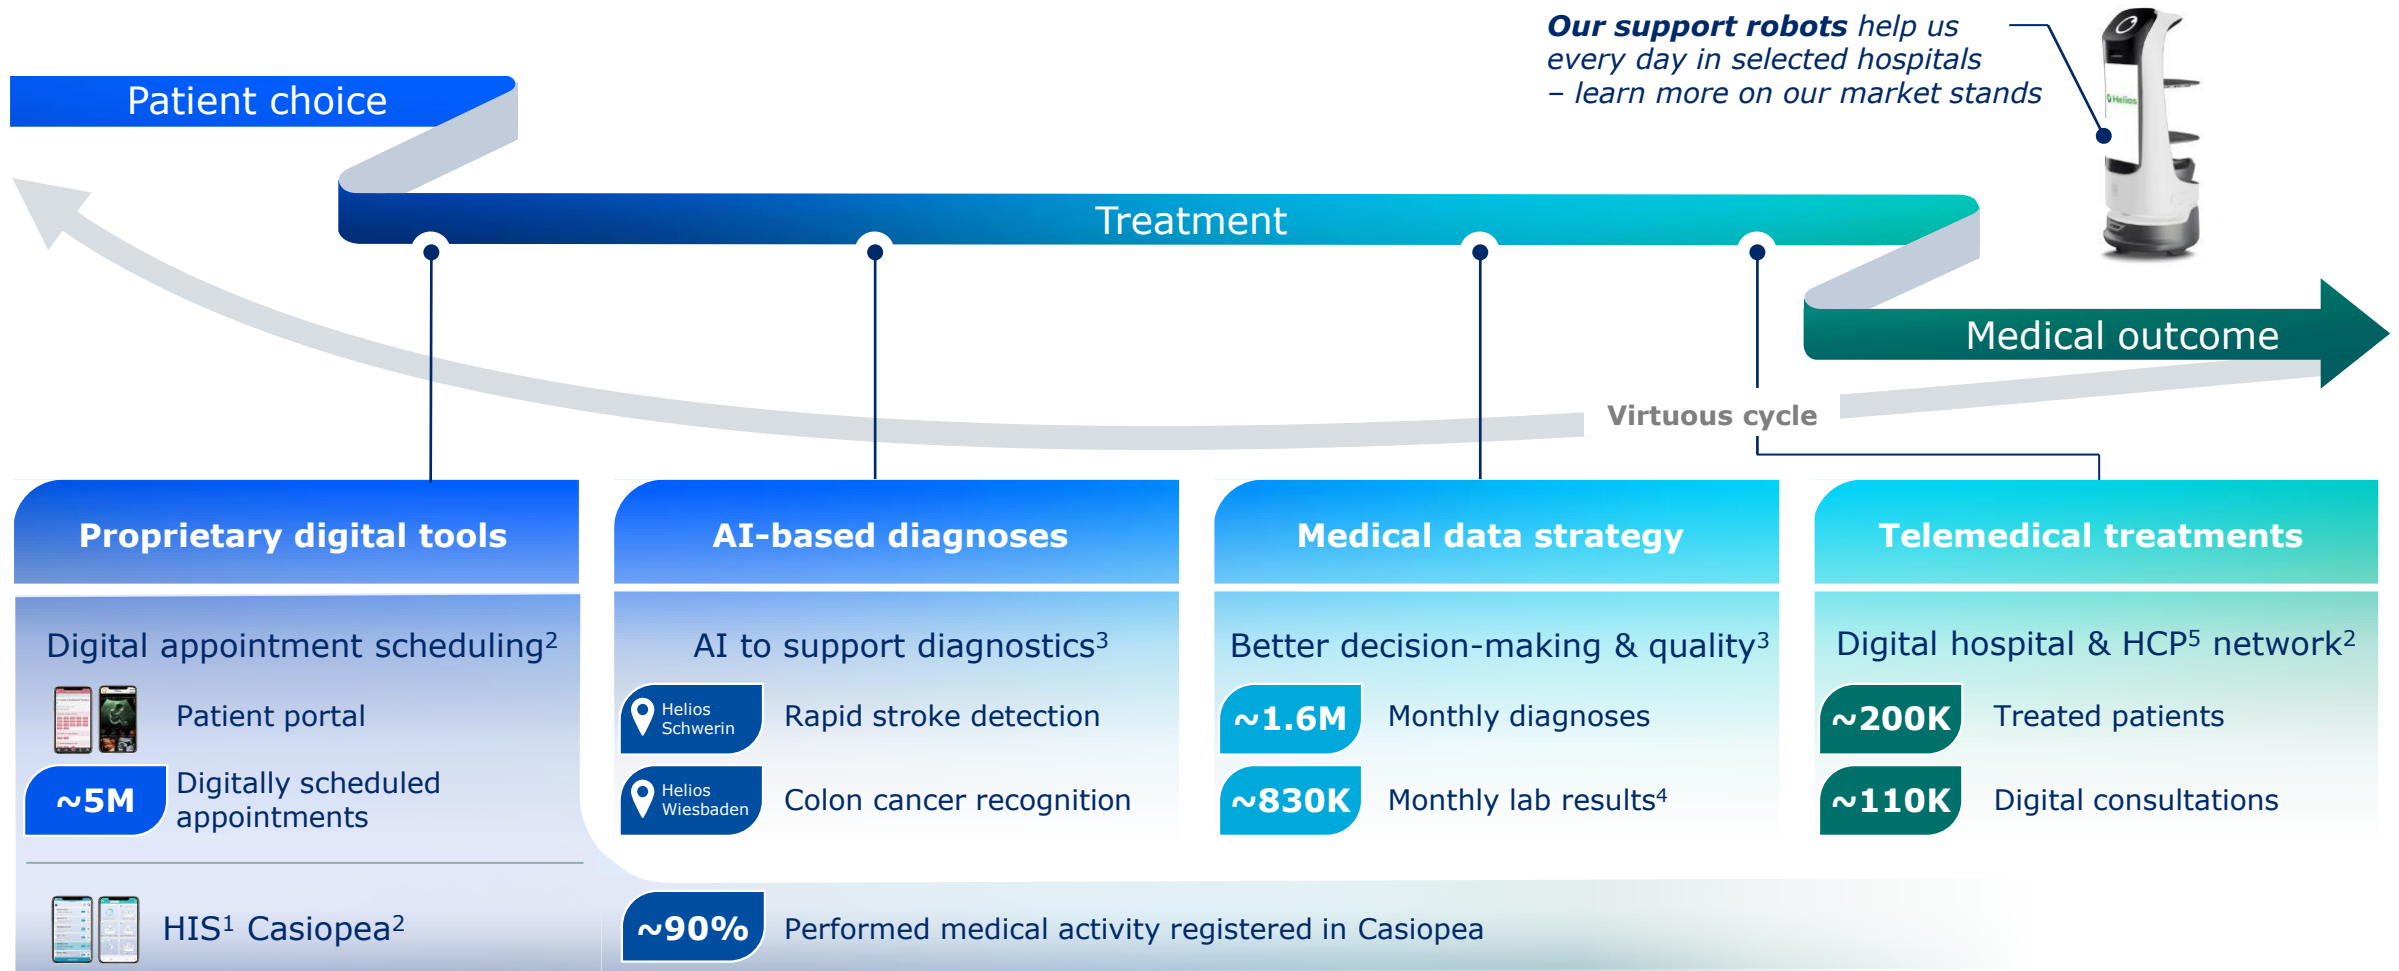 Our support robots help us
every day in selected hospitals
– learn more on our market stands
Helios
Patient choice
Treatment
Medical outcome
Virtuous cycle
Proprietary digital tools
Digital appointment scheduling²
Patient portal
~5M
Digitally scheduled
appointments
HIS¹ Casiopea²
AI-based diagnoses
AI to support diagnostics³
Helios
Schwerin
Rapid stroke detection
Helios
Wiesbaden
Colon cancer recognition
Medical data strategy
Better decision-making & quality³
~1.6M Monthly diagnoses
~830K Monthly lab results⁴
Telemedical treatments
Digital hospital & HCP⁵ network²
~200K Treated patients
~110K Digital consultations
~90% Performed medical activity registered in Casiopea